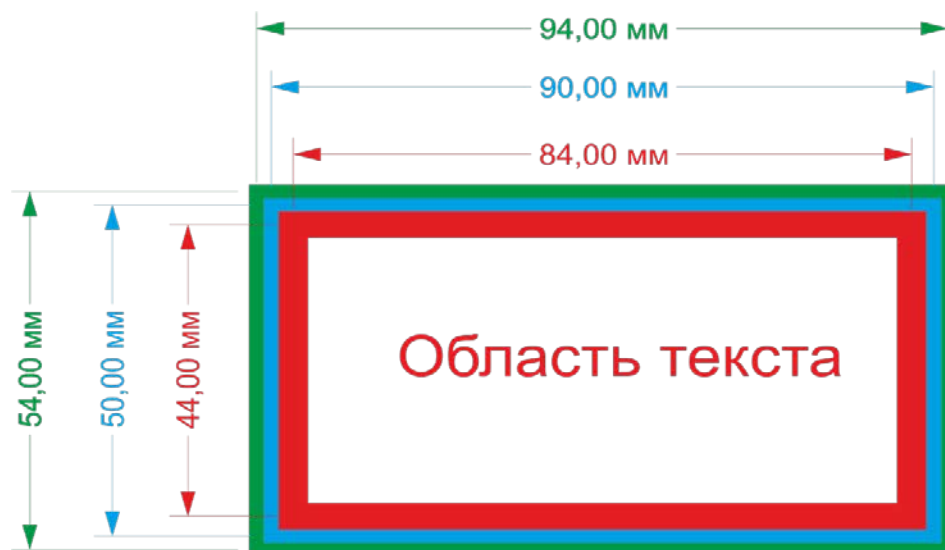 94,00 мм
90,00 мм
84,00 мм
54,00 мм
50,00 мм
44,00 мм
Область текста